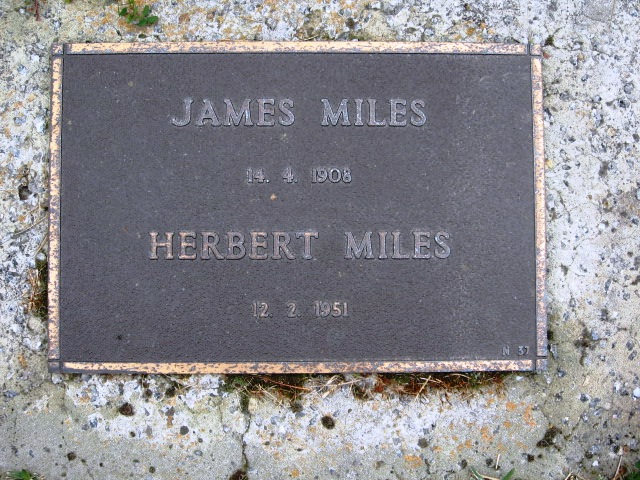 JAMES MILES
14. 4. 1908
HERBERT MILES
12. 2. 1951
N 37